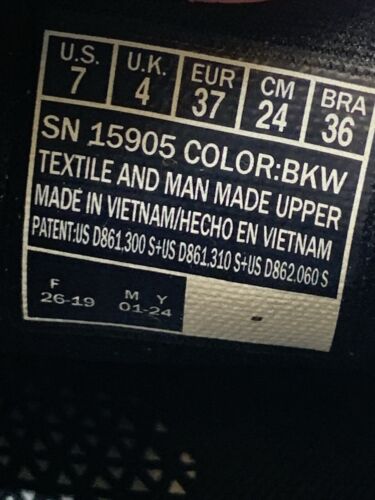 U.S. U.K. EUR CM BRA
7 4 37 24 36
SN 15905 COLOR:BKW
TEXTILE AND MAN MADE UPPER
MADE IN VIETNAM/HECHO EN VIETNAM
PATENT:US D861,300 S+US D861,310 S+US D862,060 S
F M Y
26-19 01-24